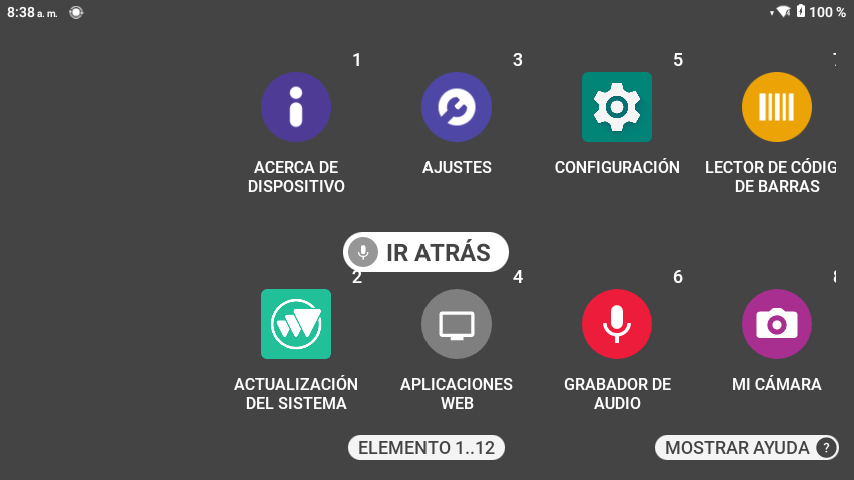 8:38 a. m.
100 %
1
3
5
ACERCA DE
DISPOSITIVO
AJUSTES
CONFIGURACIÓN
LECTOR DE CÓDIG
DE BARRAS
IR ATRÁS
2
4
6
8
ACTUALIZACIÓN
DEL SISTEMA
APLICACIONES
WEB
GRABADOR DE
AUDIO
MI CÁMARA
ELEMENTO 1..12
MOSTRAR AYUDA ?